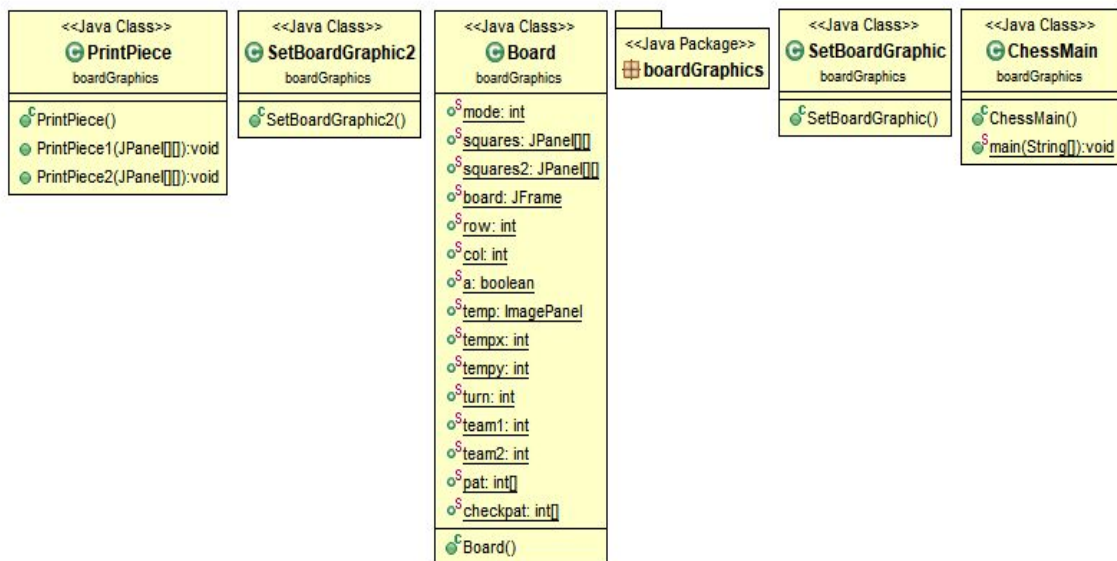 <<Java Class>>
PrintPiece
boardGraphics
PrintPiece()
PrintPiece1(JPanel[][]):void
PrintPiece2(JPanel[][]):void
<<Java Class>>
SetBoardGraphic2
boardGraphics
SetBoardGraphic2()
<<Java Class>>
Board
boardGraphics
mode: int
squares: JPanel[][]
squares2: JPanel[][]
board: JFrame
row: int
col: int
a: boolean
temp: ImagePanel
tempx: int
tempy: int
turn: int
team1: int
team2: int
pat: int[]
checkpat: int[]
Board()
<<Java Package>>
boardGraphics
<<Java Class>>
SetBoardGraphic
boardGraphics
SetBoardGraphic()
<<Java Class>>
ChessMain
boardGraphics
ChessMain()
main(String[]):void